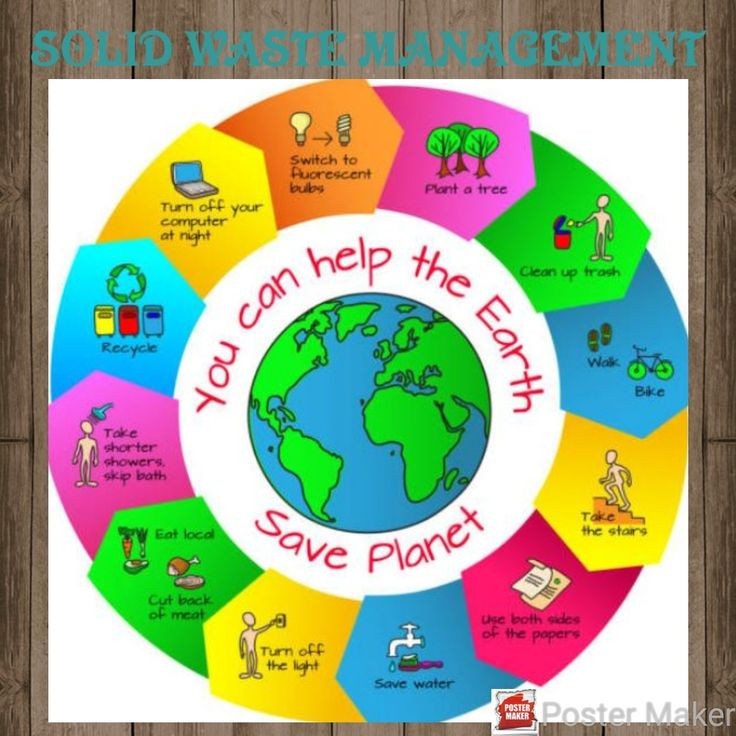 SOLID WASTE MANAGEMENT
You can help the Earth
Save Planet
Switch to
fluorescent
bulbs
Plant a tree
Clean up trash
Walk
Bike
Take
the stairs
Use both sides
of the papers
Save water
Turn off
the light
Eat local
Cut back
of meat
Take
shorter
showers,
skip bath
Recycle
Turn off your
computer
at night
POSTER
MAKER
Poster Maker